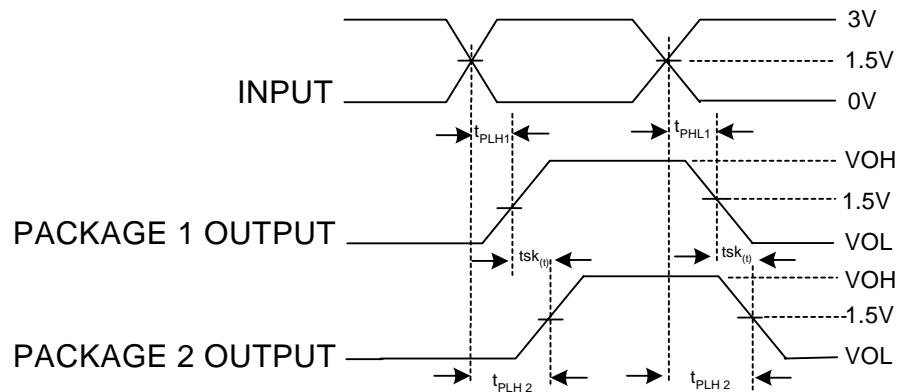 3V
1.5V
INPUT
0V
tPLH1
tPHL1
VOH
1.5V
PACKAGE 1 OUTPUT
VOL
tsk(t)
tsk(t)
VOH
1.5V
PACKAGE 2 OUTPUT
VOL
tPLH 2
tPLH 2